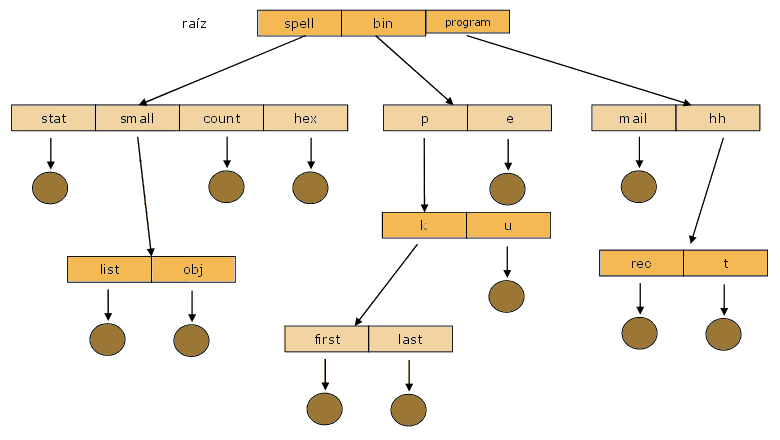 raíz spell bin program
stat small count hex p e mail hh
k u
list obj rec t
first last